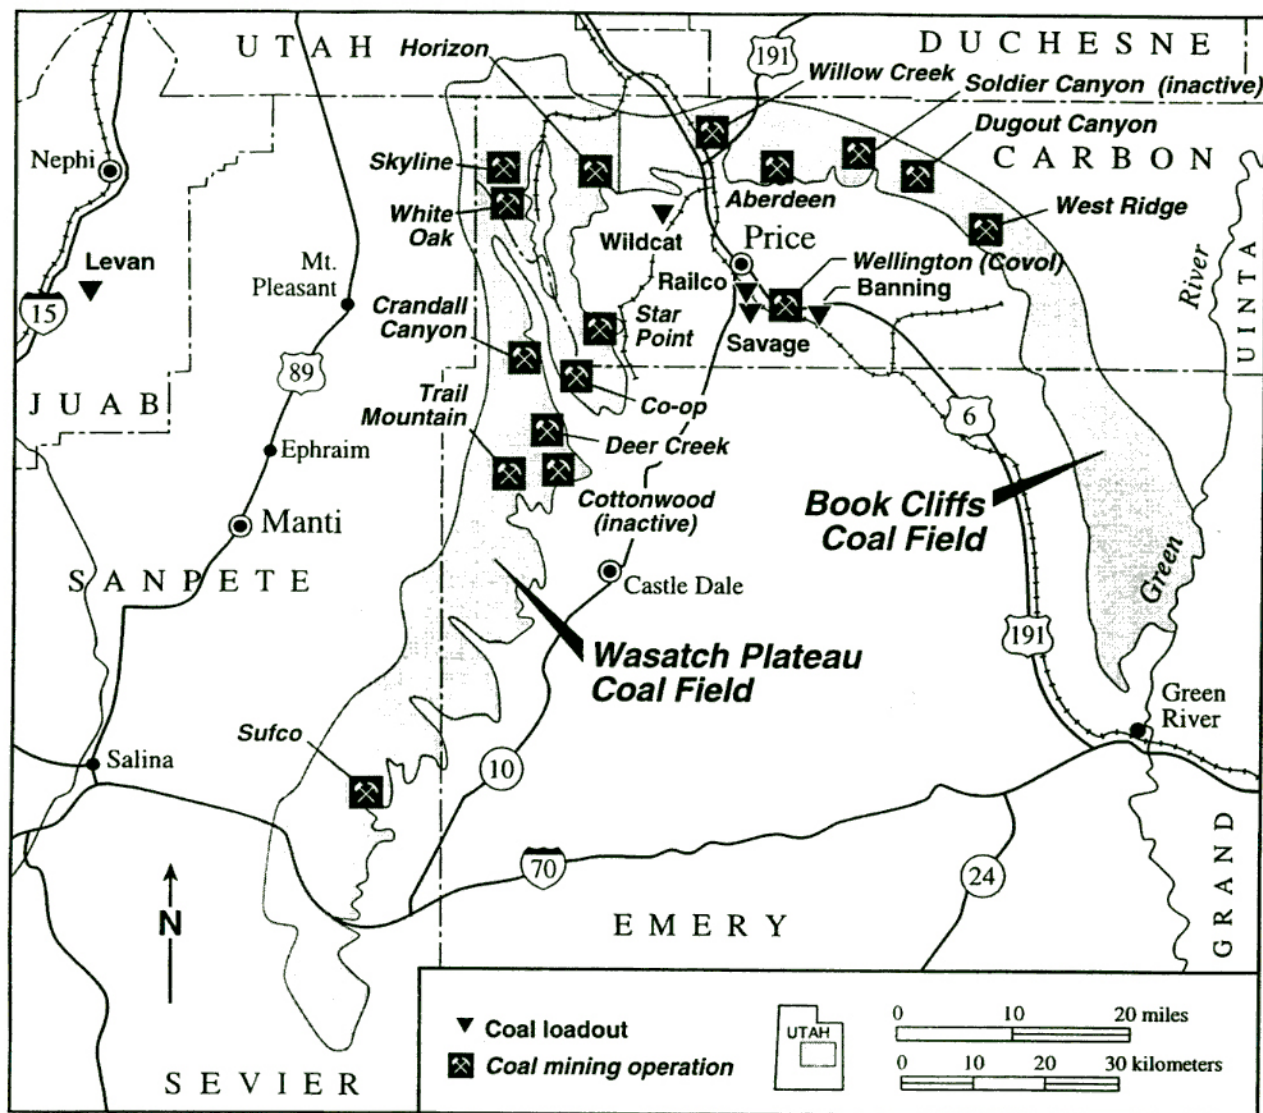 UTAH
Horizon
191
DUCHESNE
Willow Creek
Soldier Canyon (inactive)
Dugout Canyon
CARBON
Nephi
Skyline
White
Oak
Aberdeen
West Ridge
Wildcat
Price
Levan
Mt.
Pleasant
Railco
Wellington (Covol)
Banning
River
UINTA
15
Crandall
Canyon
Star
Point
Savage
89
JUAB
Trail
Mountain
Co-op
6
Ephraim
Deer Creek
Manti
Cottonwood
(inactive)
Book Cliffs
Coal Field
Green
SANPETE
Castle Dale
191
Wasatch Plateau
Coal Field
Green
River
Sufco
Salina
10
70
24
GRAND
N
EMERY
SEVIER
Coal loadout
Coal mining operation
UTAH
0 10 20 miles
0 10 20 30 kilometers